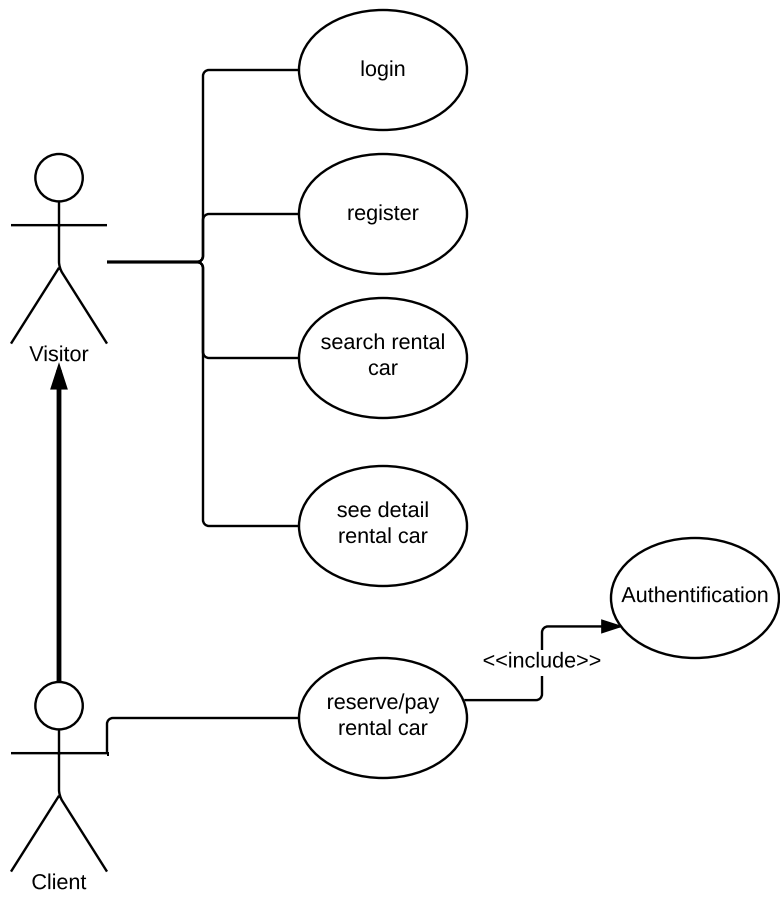 login
register
search rental
car
Visitor
see detail
rental car
Authentification
<<include>>
reserve/pay
rental car
Client